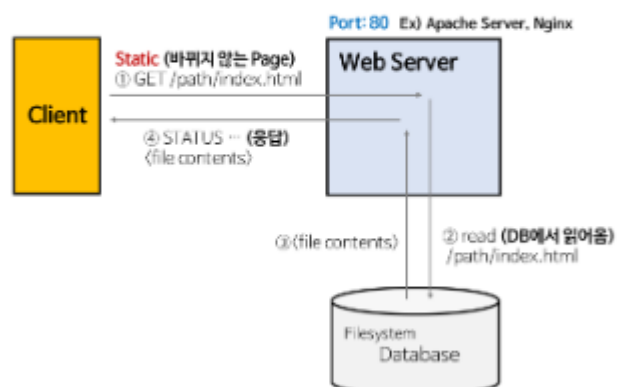 Port: 80 Ex) Apache Server, Nginx
Static (바뀌지 않는 Page)
① GET /path/index.html
Web Server
Client
④ STATUS ··· (응답)
(file contents)
③(file contents)
② read (DB에서 읽어옴)
/path/index.html
Filesystem
Database